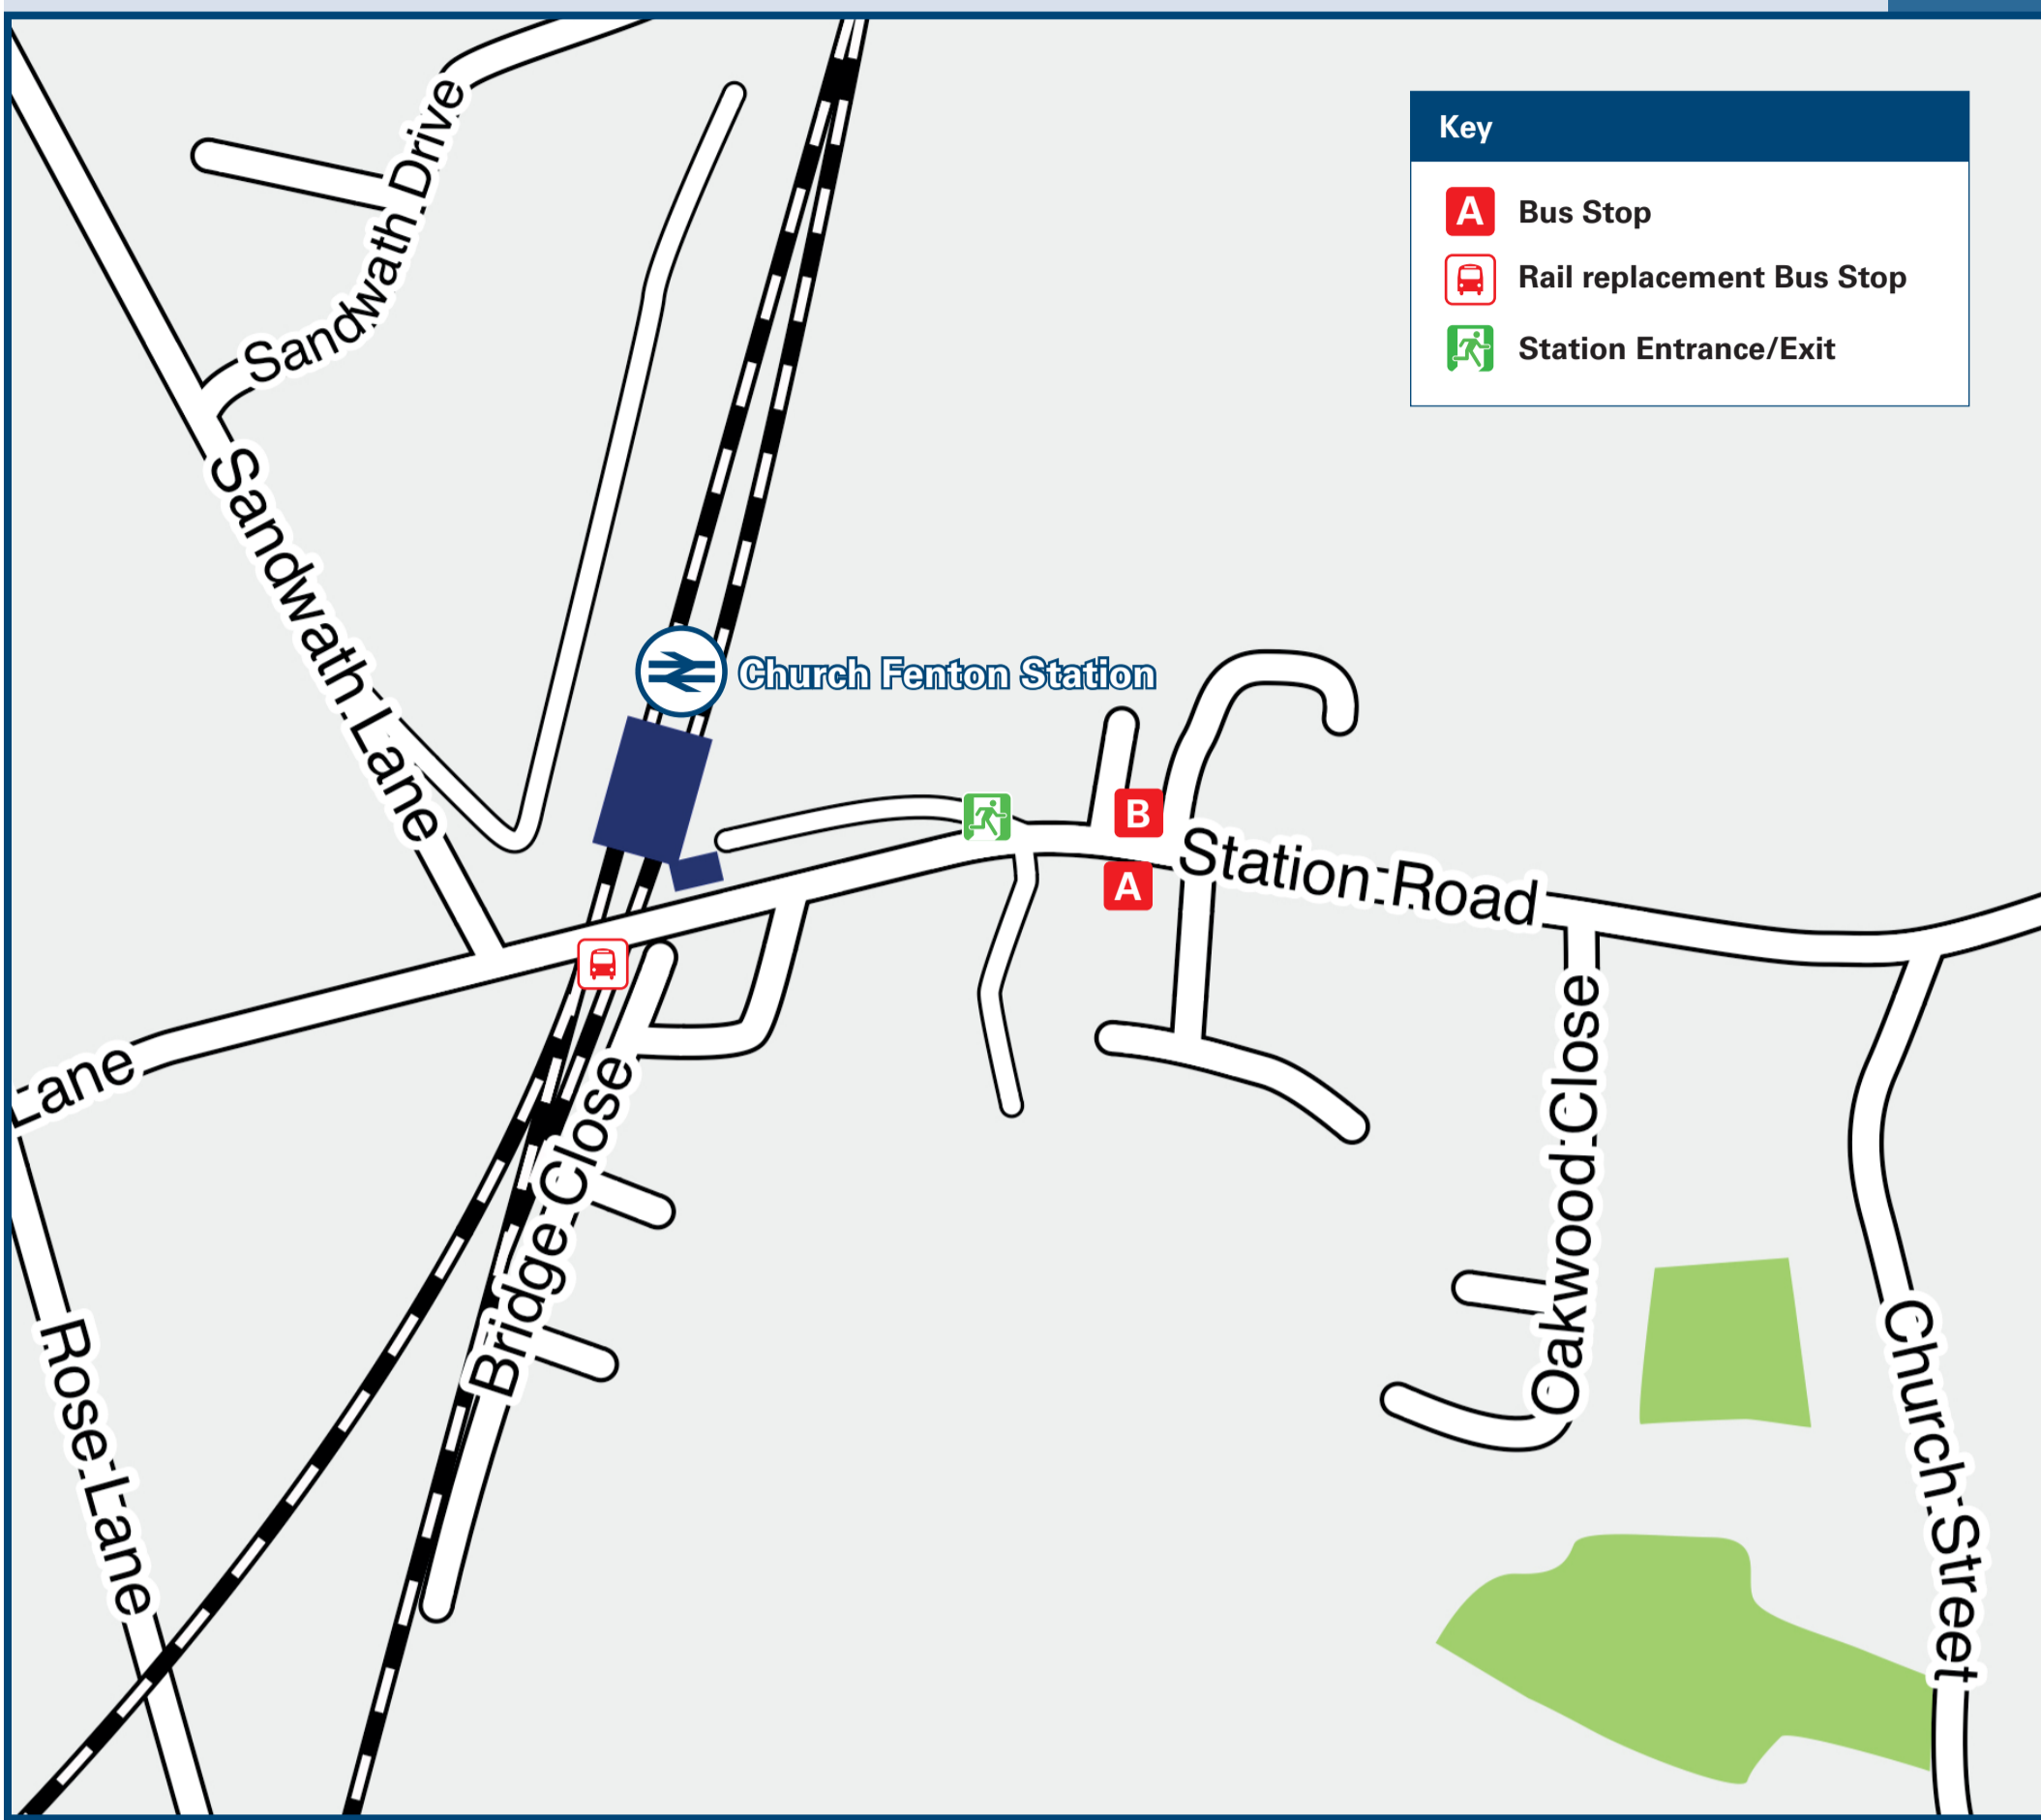 Key
A Bus Stop
Rail replacement Bus Stop
Station Entrance/Exit
Sandwath Drive
Sandwath Lane
Church Fenton Station
B
A
Station Road
Lane
Bridge Close
Oakwood Close
Rose Lane
Church Street